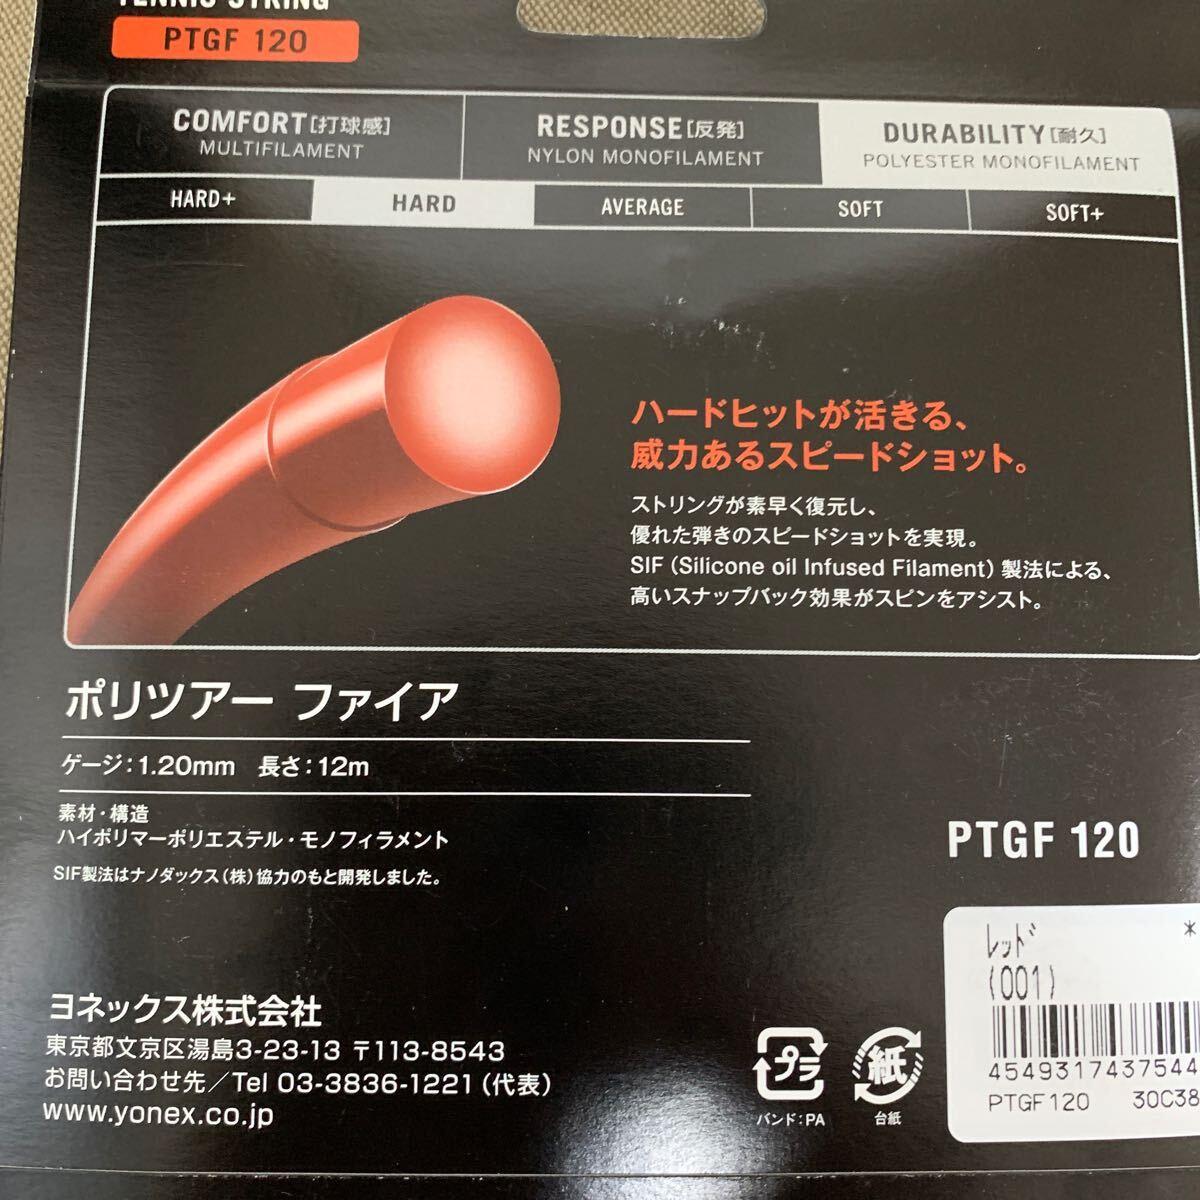 TENNIS STRING
PTGF 120
COMFORT[打球感]
MULTIFILAMENT
RESPONSE[反発]
NYLON MONOFILAMENT
DURABILITY[耐久]
POLYESTER MONOFILAMENT
HARD+
HARD
AVERAGE
SOFT
SOFT+
ハードヒットが活きる、
威力あるスピードショット。
ストリングが素早く復元し、
優れた弾きのスピードショットを実現。
SIF（Silicone oil Infused Filament）製法による、
高いスナップバック効果がスピンをアシスト。
ポリツアー ファイア
ゲージ：1.20mm 長さ：12m
素材・構造
ハイポリマーポリエステル・モノフィラメント
SIF製法はナノダックス（株）協力のもと開発しました。
PTGF 120
ヨネックス株式会社
東京都文京区湯島3-23-13 〒113-8543
お問い合わせ先／Tel 03-3836-1221（代表）
www.yonex.co.jp
プラ
バンド：PA
紙
台紙
ﾚｯﾄﾞ *
(001)
4549317437544
PTGF120 30C38